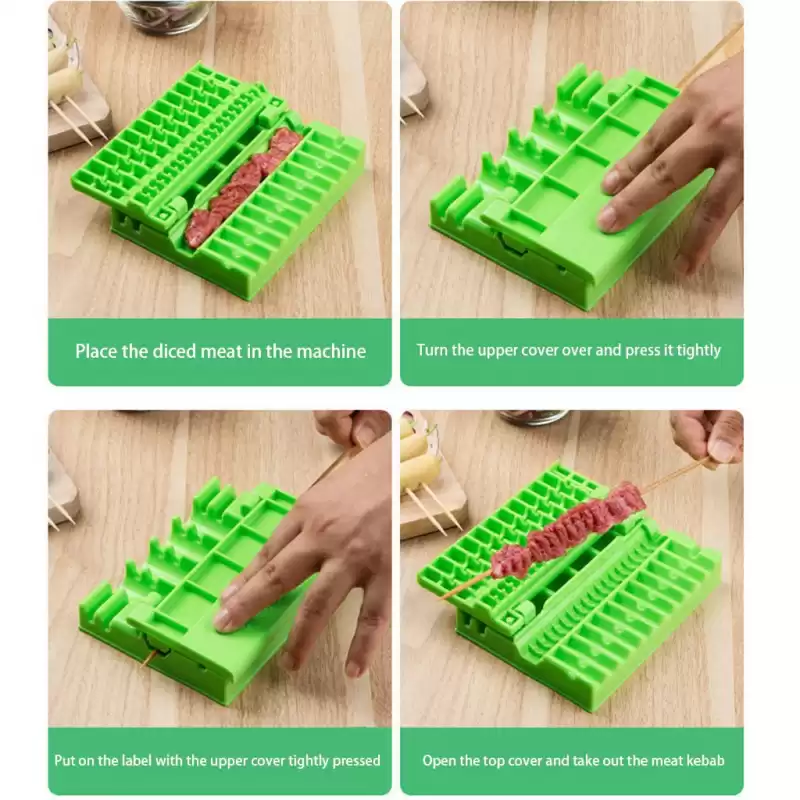 Place the diced meat in the machine
Turn the upper cover over and press it tightly
Put on the label with the upper cover tightly pressed
Open the top cover and take out the meat kebab